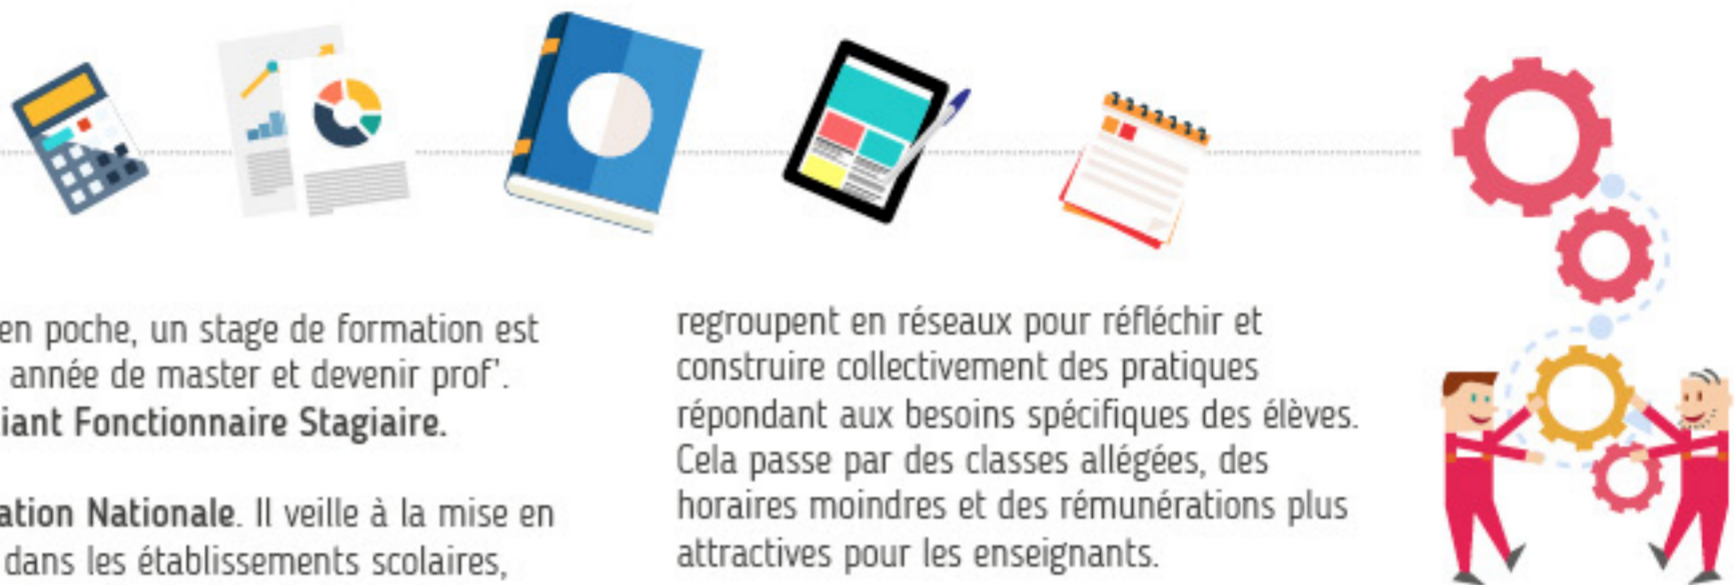 en poche, un stage de formation est
année de master et devenir prof'.
iant Fonctionnaire Stagiaire.
ation Nationale. Il veille à la mise en
dans les établissements scolaires,
regroupent en réseaux pour réfléchir et
construire collectivement des pratiques
répondant aux besoins spécifiques des élèves.
Cela passe par des classes allégées, des
horaires moindres et des rémunérations plus
attractives pour les enseignants.